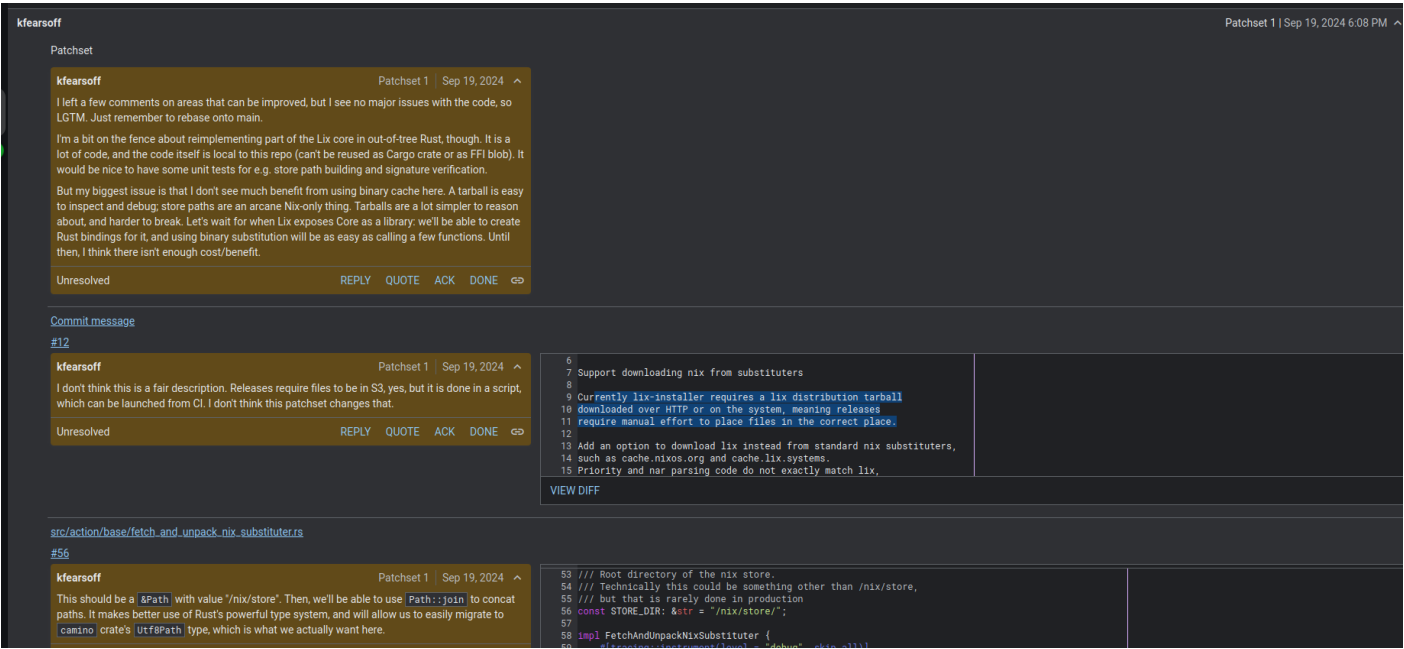 kfearsoff
Patchset 1 | Sep 19, 2024 6:08 PM
Patchset
kfearsoff
Patchset 1 | Sep 19, 2024
I left a few comments on areas that can be improved, but I see no major issues with the code, so
LGTM. Just remember to rebase onto main.
I'm a bit on the fence about reimplementing part of the Lix core in out-of-tree Rust, though. It is a
lot of code, and the code itself is local to this repo (can't be reused as Cargo crate or as FFI blob). It
would be nice to have some unit tests for e.g. store path building and signature verification.
But my biggest issue is that I don't see much benefit from using binary cache here. A tarball is easy
to inspect and debug; store paths are an arcane Nix-only thing. Tarballs are a lot simpler to reason
about, and harder to break. Let's wait for when Lix exposes Core as a library: we'll be able to create
Rust bindings for it, and using binary substitution will be as easy as calling a few functions. Until
then, I think there isn't enough cost/benefit.
Unresolved
REPLY QUOTE ACK DONE
Commit message
#12
kfearsoff
Patchset 1 | Sep 19, 2024
I don't think this is a fair description. Releases require files to be in S3, yes, but it is done in a script,
which can be launched from CI. I don't think this patchset changes that.
Unresolved
REPLY QUOTE ACK DONE
6
7 Support downloading nix from substituters
8
9 Currently lix-installer requires a lix distribution tarball
10 downloaded over HTTP or on the system, meaning releases
11 require manual effort to place files in the correct place.
12
13 Add an option to download lix instead from standard nix substituters,
14 such as cache.nixos.org and cache.lix.systems.
15 Priority and nar parsing code do not exactly match lix,
VIEW DIFF
src/action/base/fetch_and_unpack_nix_substituter.rs
#56
kfearsoff
Patchset 1 | Sep 19, 2024
This should be a &Path with value "/nix/store". Then, we'll be able to use Path::join to concat
paths. It makes better use of Rust's powerful type system, and will allow us to easily migrate to
camino crate's Utf8Path type, which is what we actually want here.
53 /// Root directory of the nix store.
54 /// Technically this could be something other than /nix/store,
55 /// but that is rarely done in production
56 const STORE_DIR: &str = "/nix/store/";
57
58 impl FetchAndUnpackNixSubstituter {
59 #[tracing::instrument(level = "debug", skip_all)]